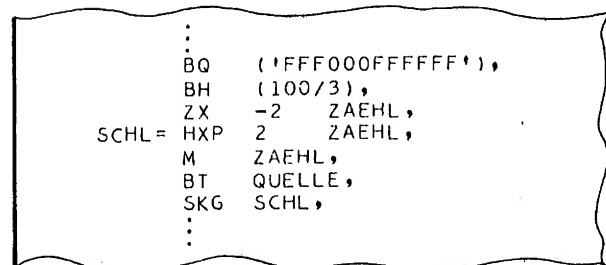 BQ ('FFF000FFFFFF'),
BH (100/3),
ZX -2 ZAEHL,
SCHL= HXP 2 ZAEHL,
M ZAEHL,
BT QUELLE,
SKG SCHL,